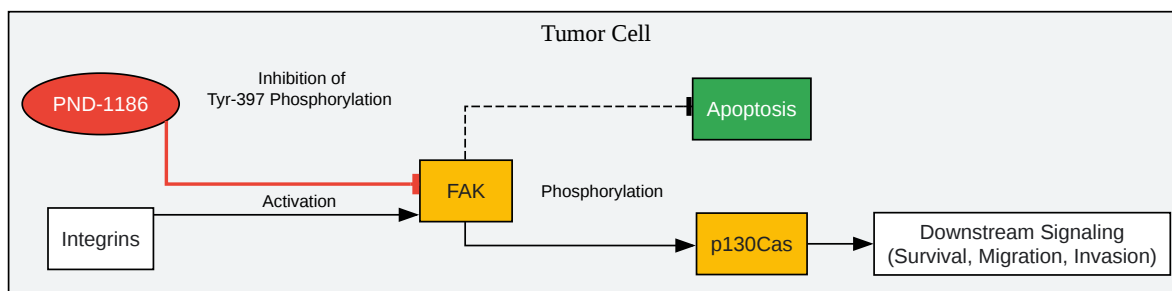 Tumor Cell
Inhibition of
Tyr-397 Phosphorylation
PND-1186
Apoptosis
FAK
Phosphorylation
Activation
Integrins
p130Cas
Downstream Signaling
(Survival, Migration, Invasion)